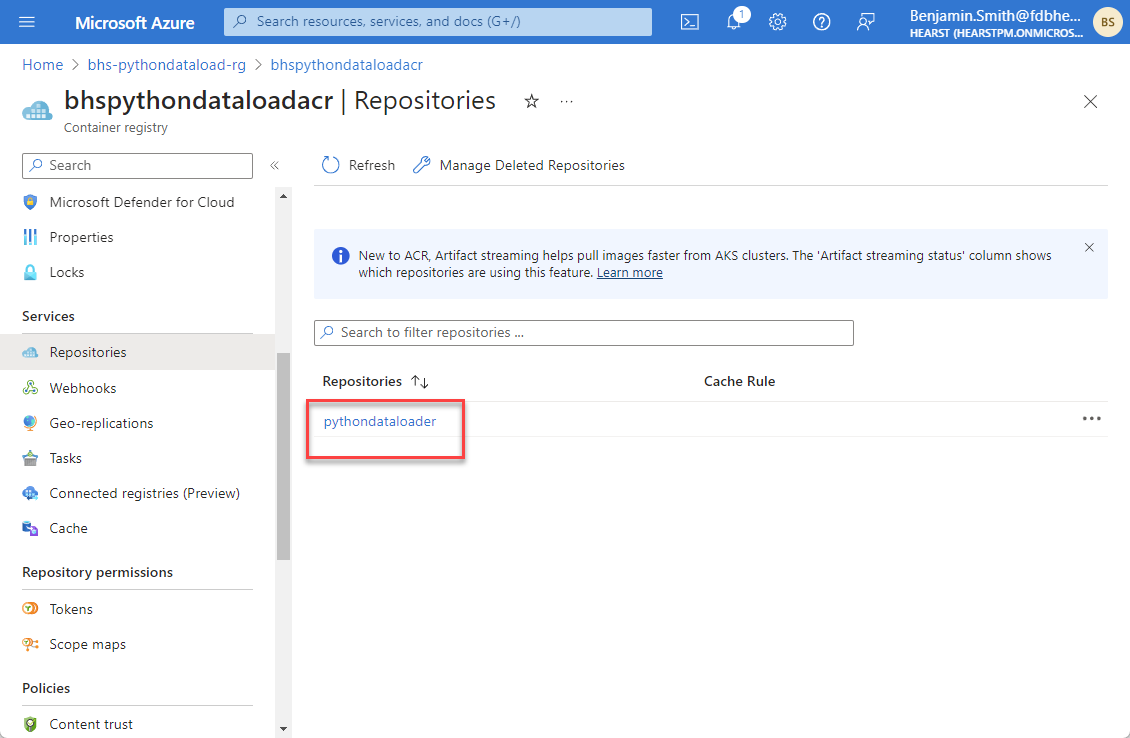 Microsoft Azure
Search resources, services, and docs (G+/)
1
Benjamin.Smith@fdbhe...
HEARST (HEARSTPM.ONMICROS...
BS
Home > bhs-pythondataload-rg > bhspythondataloadacr
bhspythondataloadacr | Repositories
Container registry
Search
Refresh
Manage Deleted Repositories
Microsoft Defender for Cloud
Properties
Locks
Services
Repositories
Webhooks
Geo-replications
Tasks
Connected registries (Preview)
Cache
Repository permissions
Tokens
Scope maps
Policies
Content trust
New to ACR, Artifact streaming helps pull images faster from AKS clusters. The 'Artifact streaming status' column shows
which repositories are using this feature. Learn more
Search to filter repositories ...
Repositories
Cache Rule
pythondataloader